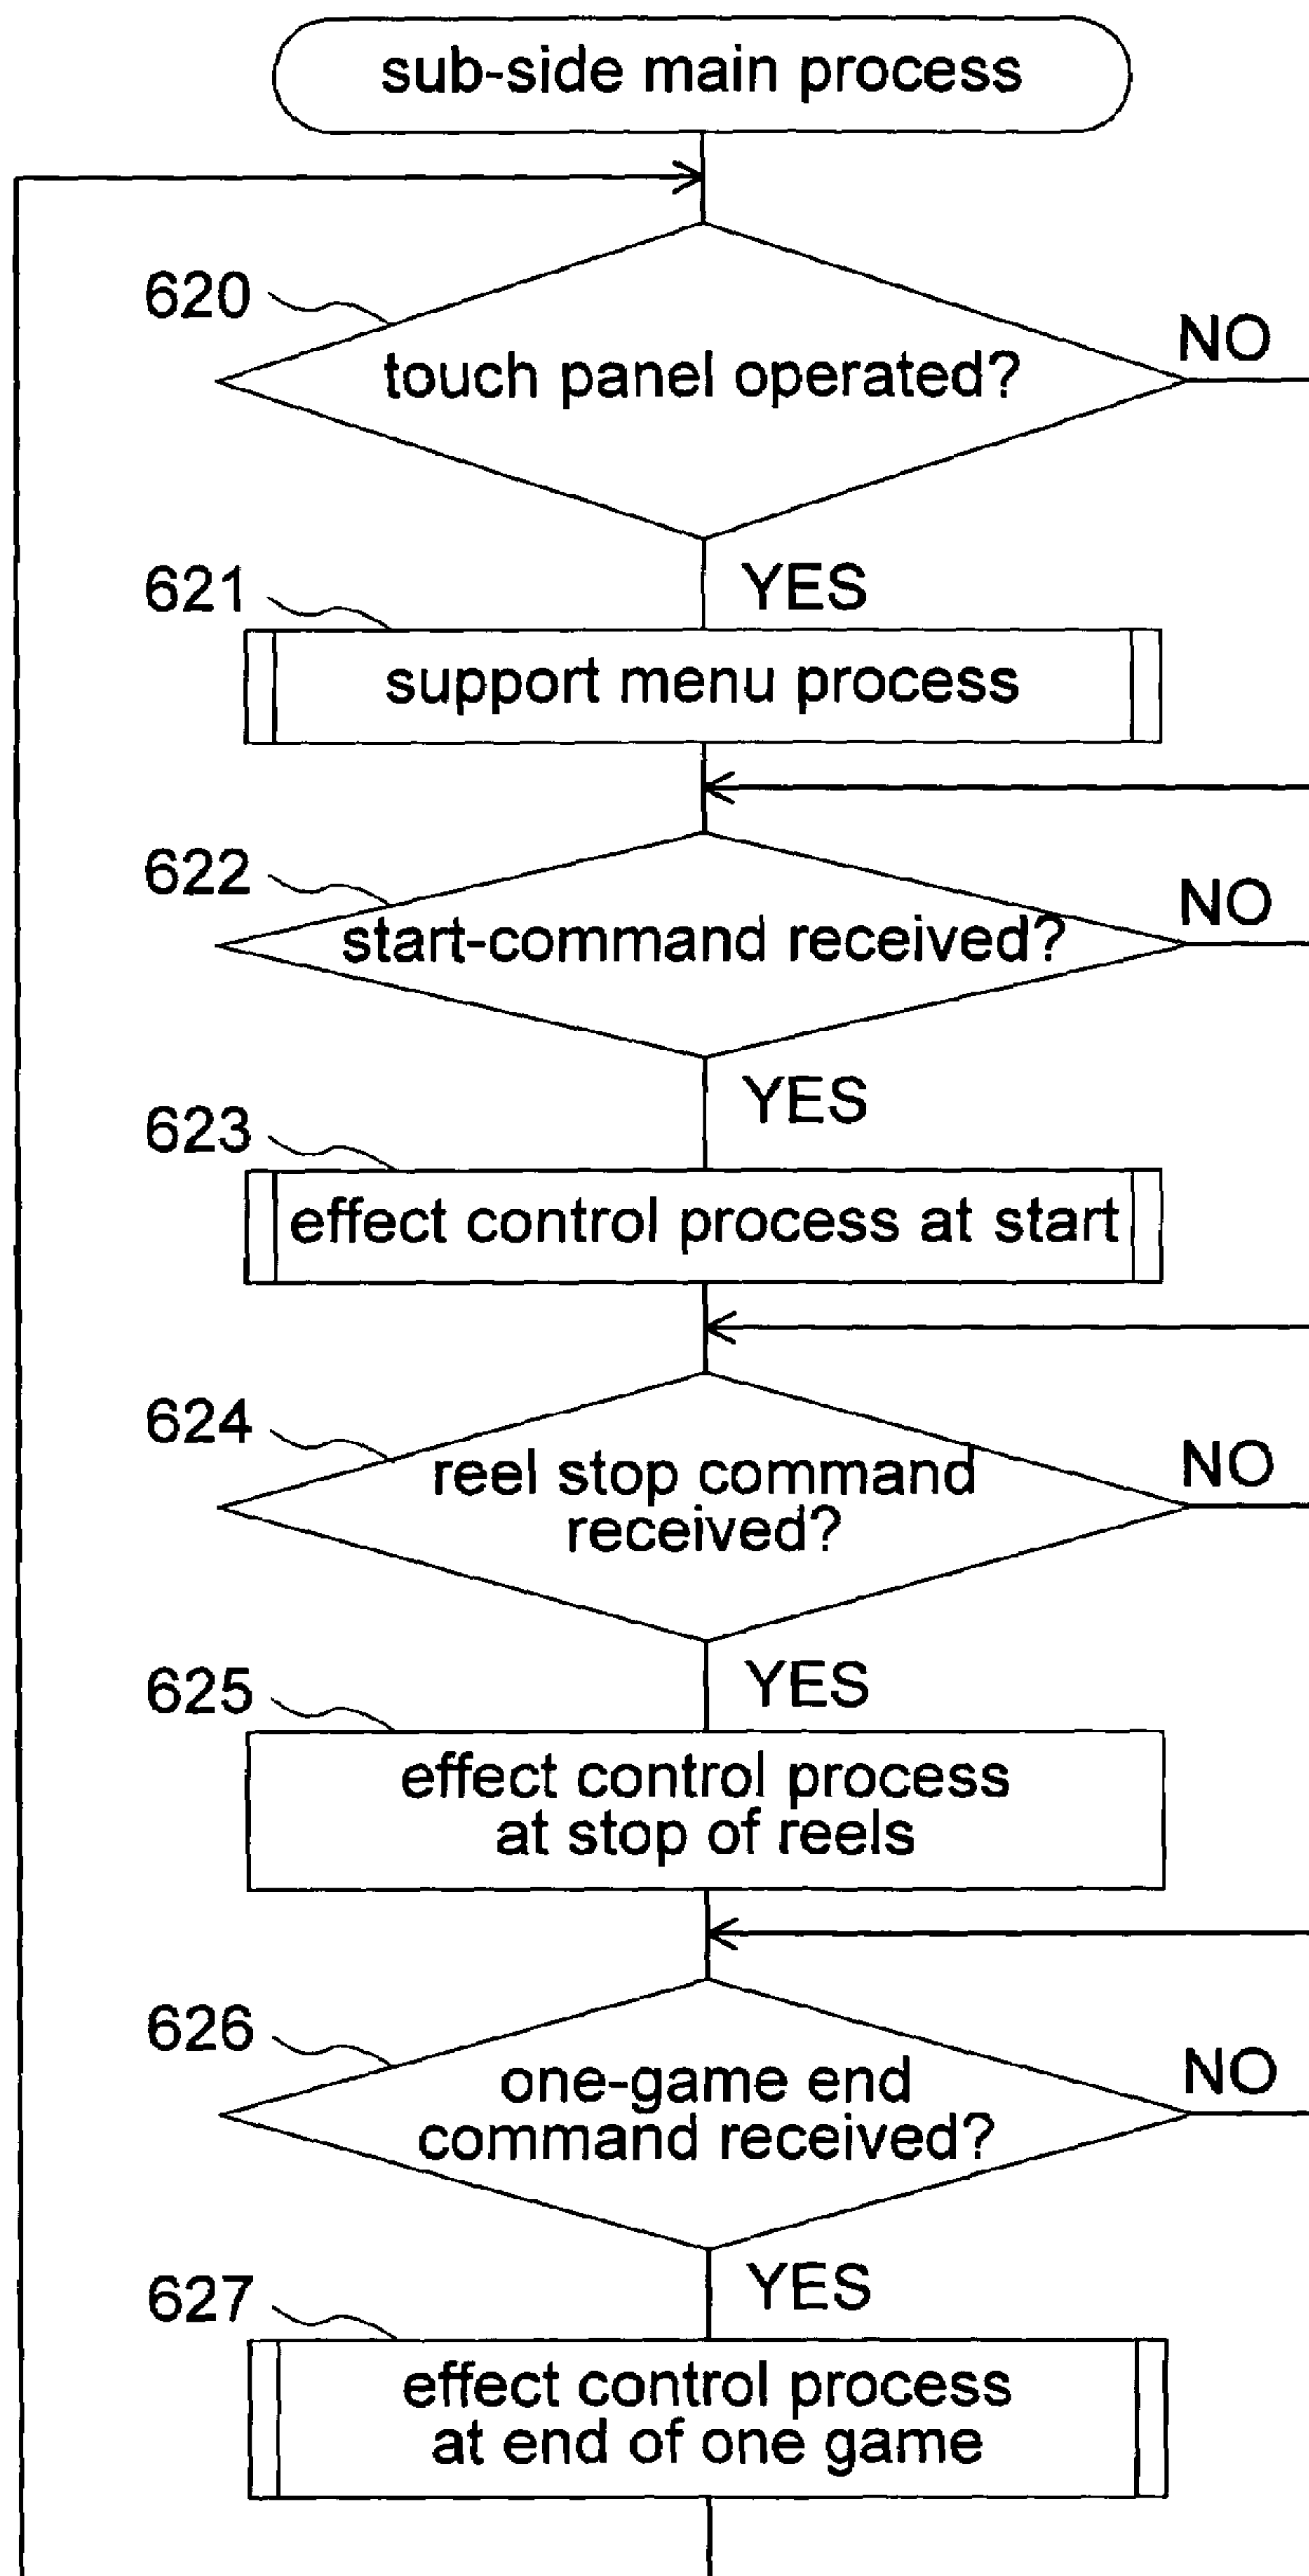 sub-side main process
620
touch panel operated?
NO
YES
621
support menu process
622
start-command received?
NO
YES
623
effect control process at start
624
reel stop command
received?
NO
YES
625
effect control process
at stop of reels
626
one-game end
command received?
NO
YES
627
effect control process
at end of one game